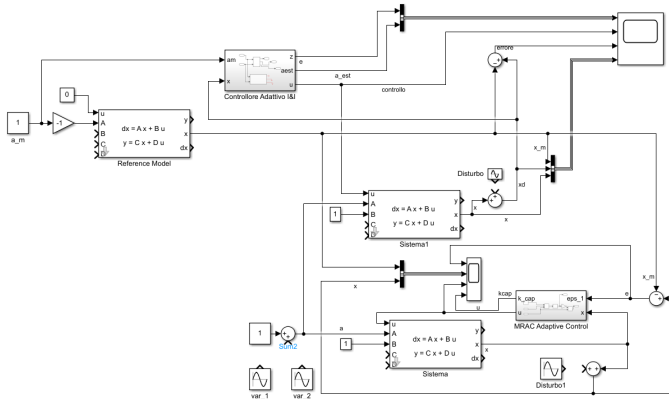 z
am
e
aest
a_est
x
u
Controllore Adattivo I&I
controllo
errore
0
1
a_m
-1
u
A
B
C
D
dx = A x + B u
y = C x + D u
y
x
dx
Reference Model
x_m
Disturbo
xd
u
A
B
C
D
dx = A x + B u
y = C x + D u
y
x
dx
x
x
1
Sistema1
x
kcap
u
k_cap
eps_1
u
x
e
x_m
MRAC Adaptive Control
1
Sum2
a
1
u
A
B
C
D
dx = A x + B u
y = C x + D u
y
x
dx
x
Sistema
Disturbo1
var_1
var_2